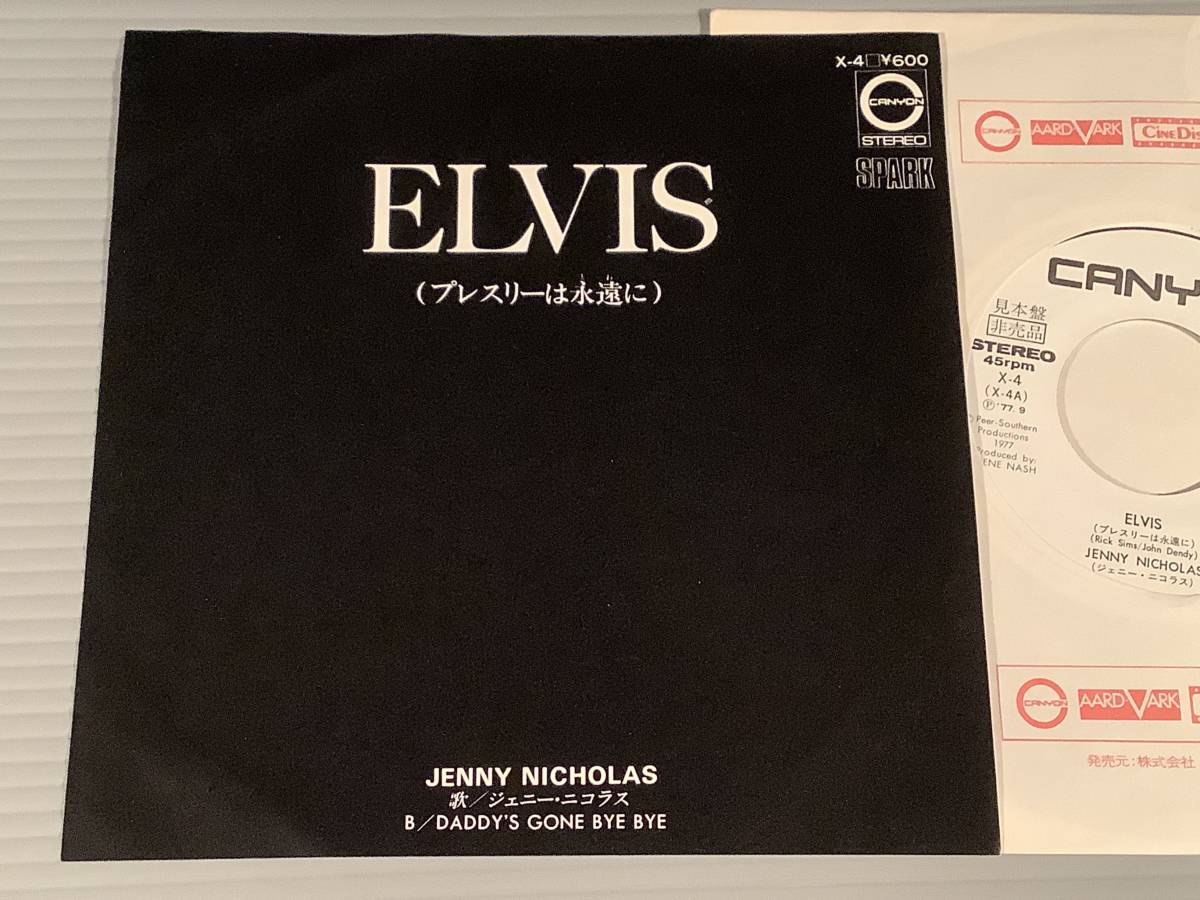 X-4□¥600
CANYON
STEREO
SPARK
ELVIS
(プレスリーは永遠に)
JENNY NICHOLAS
歌/ジェニー・ニコラス
B/DADDY'S GONE BYE BYE
CANYON AARD-VARK CINEDIS
CANY
見本盤
非売品
STEREO
45rpm
X-4
(X-4A)
Ⓟ'77.9
Peer-Southern
Productions
1977
roduced by:
ENE NASH
ELVIS
(プレスリーは永遠に)
(Rick Sims/John Dendy)
JENNY NICHOLAS
(ジェニー・ニコラス)
CANYON AARD-VARK
発売元:株式会社